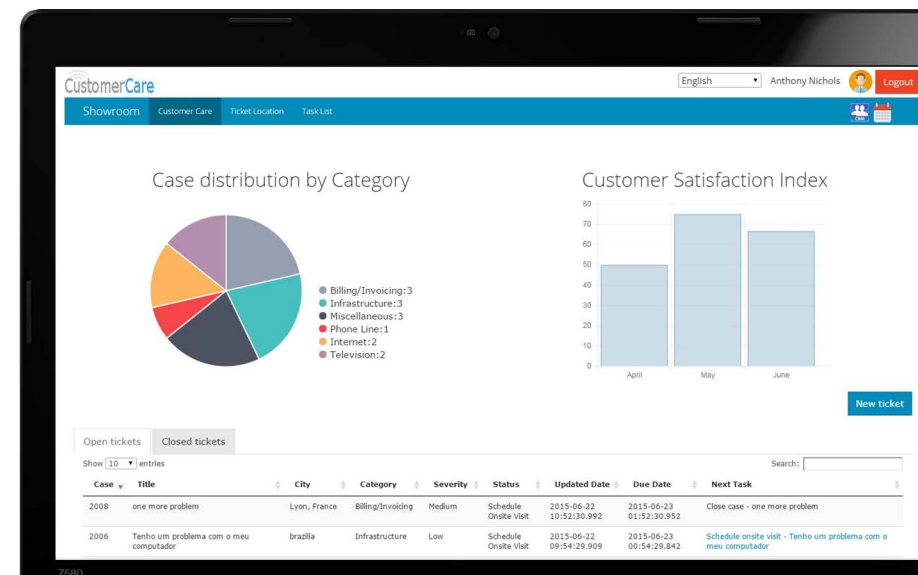 CustomerCare
English
Anthony Nichols
Logout
Showroom
Customer Care
Ticket Location
Task List
CRM
Case distribution by Category
Billing/Invoicing:3
Infrastructure:3
Miscellaneous:3
Phone Line:1
Internet:2
Television:2
Customer Satisfaction Index
80
70
60
50
40
30
20
10
0
April May June
New ticket
Open tickets Closed tickets
Show 10 entries
Search:
Case Title City Category Severity Status Updated Date Due Date Next Task
2008 one more problem Lyon, France Billing/Invoicing Medium Schedule Onsite Visit 2015-06-22 10:52:30.992 2015-06-23 01:52:30.952 Close case - one more problem
2006 Tenho um problema com o meu computador brazilia Infrastructure Low Schedule Onsite Visit 2015-06-22 09:54:29.909 2015-06-23 00:54:29.842 Schedule onsite visit - Tenho um problema com o meu computador
Z580